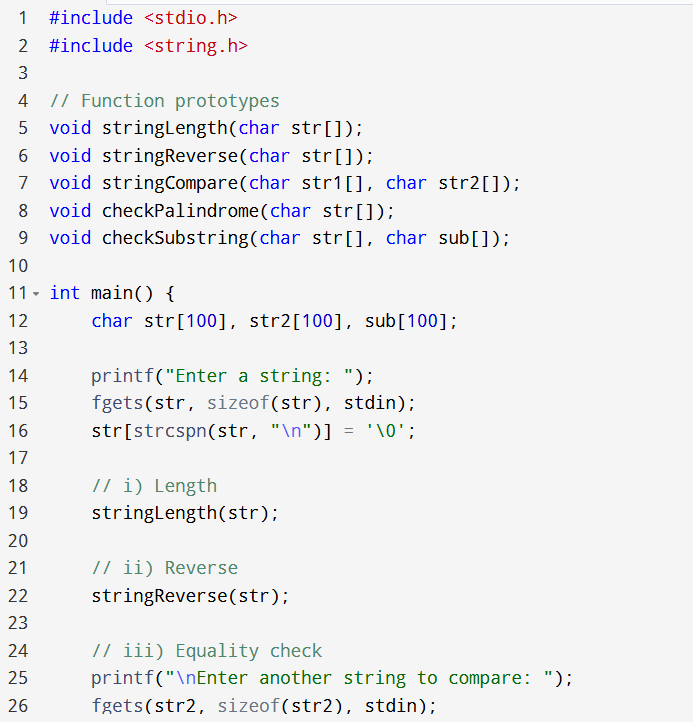 1 #include <stdio.h>
2 #include <string.h>
3
4 // Function prototypes
5 void stringLength(char str[]);
6 void stringReverse(char str[]);
7 void stringCompare(char str1[], char str2[]);
8 void checkPalindrome(char str[]);
9 void checkSubstring(char str[], char sub[]);
10
11 int main() {
12     char str[100], str2[100], sub[100];
13
14     printf("Enter a string: ");
15     fgets(str, sizeof(str), stdin);
16     str[strcspn(str, "\n")] = '\0';
17
18     // i) Length
19     stringLength(str);
20
21     // ii) Reverse
22     stringReverse(str);
23
24     // iii) Equality check
25     printf("\nEnter another string to compare: ");
26     fgets(str2, sizeof(str2), stdin);